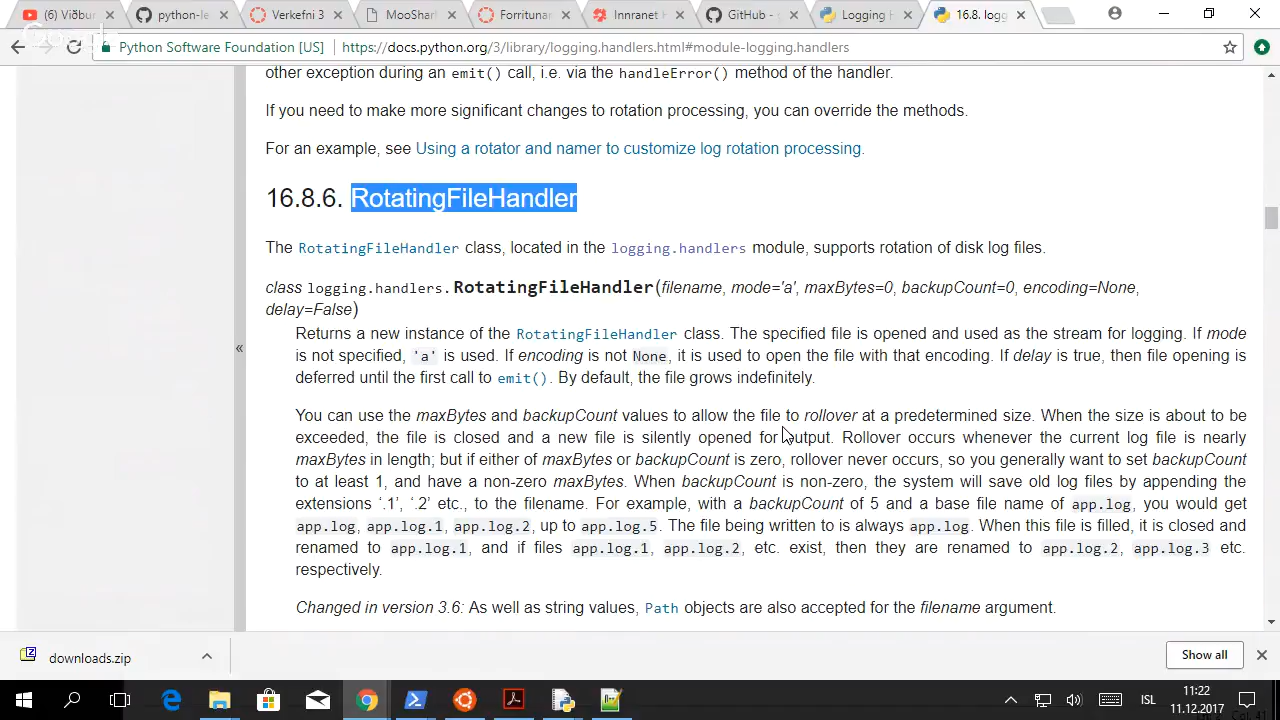 (6) Viðbur
python-le
Verkefni 3
MooShar
Forritunar
Innranet H
GitHub - g
Logging F
16.8. logg
Google
Python Software Foundation [US]
https://docs.python.org/3/library/logging.handlers.html#module-logging.handlers
other exception during an emit() call, i.e. via the handleError() method of the handler.
If you need to make more significant changes to rotation processing, you can override the methods.
For an example, see Using a rotator and namer to customize log rotation processing.
16.8.6. RotatingFileHandler
The RotatingFileHandler class, located in the logging.handlers module, supports rotation of disk log files.
class logging.handlers.RotatingFileHandler(filename, mode='a', maxBytes=0, backupCount=0, encoding=None,
delay=False)
Returns a new instance of the RotatingFileHandler class. The specified file is opened and used as the stream for logging. If mode
is not specified, 'a' is used. If encoding is not None, it is used to open the file with that encoding. If delay is true, then file opening is
deferred until the first call to emit(). By default, the file grows indefinitely.
You can use the maxBytes and backupCount values to allow the file to rollover at a predetermined size. When the size is about to be
exceeded, the file is closed and a new file is silently opened for output. Rollover occurs whenever the current log file is nearly
maxBytes in length; but if either of maxBytes or backupCount is zero, rollover never occurs, so you generally want to set backupCount
to at least 1, and have a non-zero maxBytes. When backupCount is non-zero, the system will save old log files by appending the
extensions ‘.1’, ‘.2’ etc., to the filename. For example, with a backupCount of 5 and a base file name of app.log, you would get
app.log, app.log.1, app.log.2, up to app.log.5. The file being written to is always app.log. When this file is filled, it is closed and
renamed to app.log.1, and if files app.log.1, app.log.2, etc. exist, then they are renamed to app.log.2, app.log.3 etc.
respectively.
Changed in version 3.6: As well as string values, Path objects are also accepted for the filename argument.
«
downloads.zip
Show all
ÍSL
11:22
11.12.2017